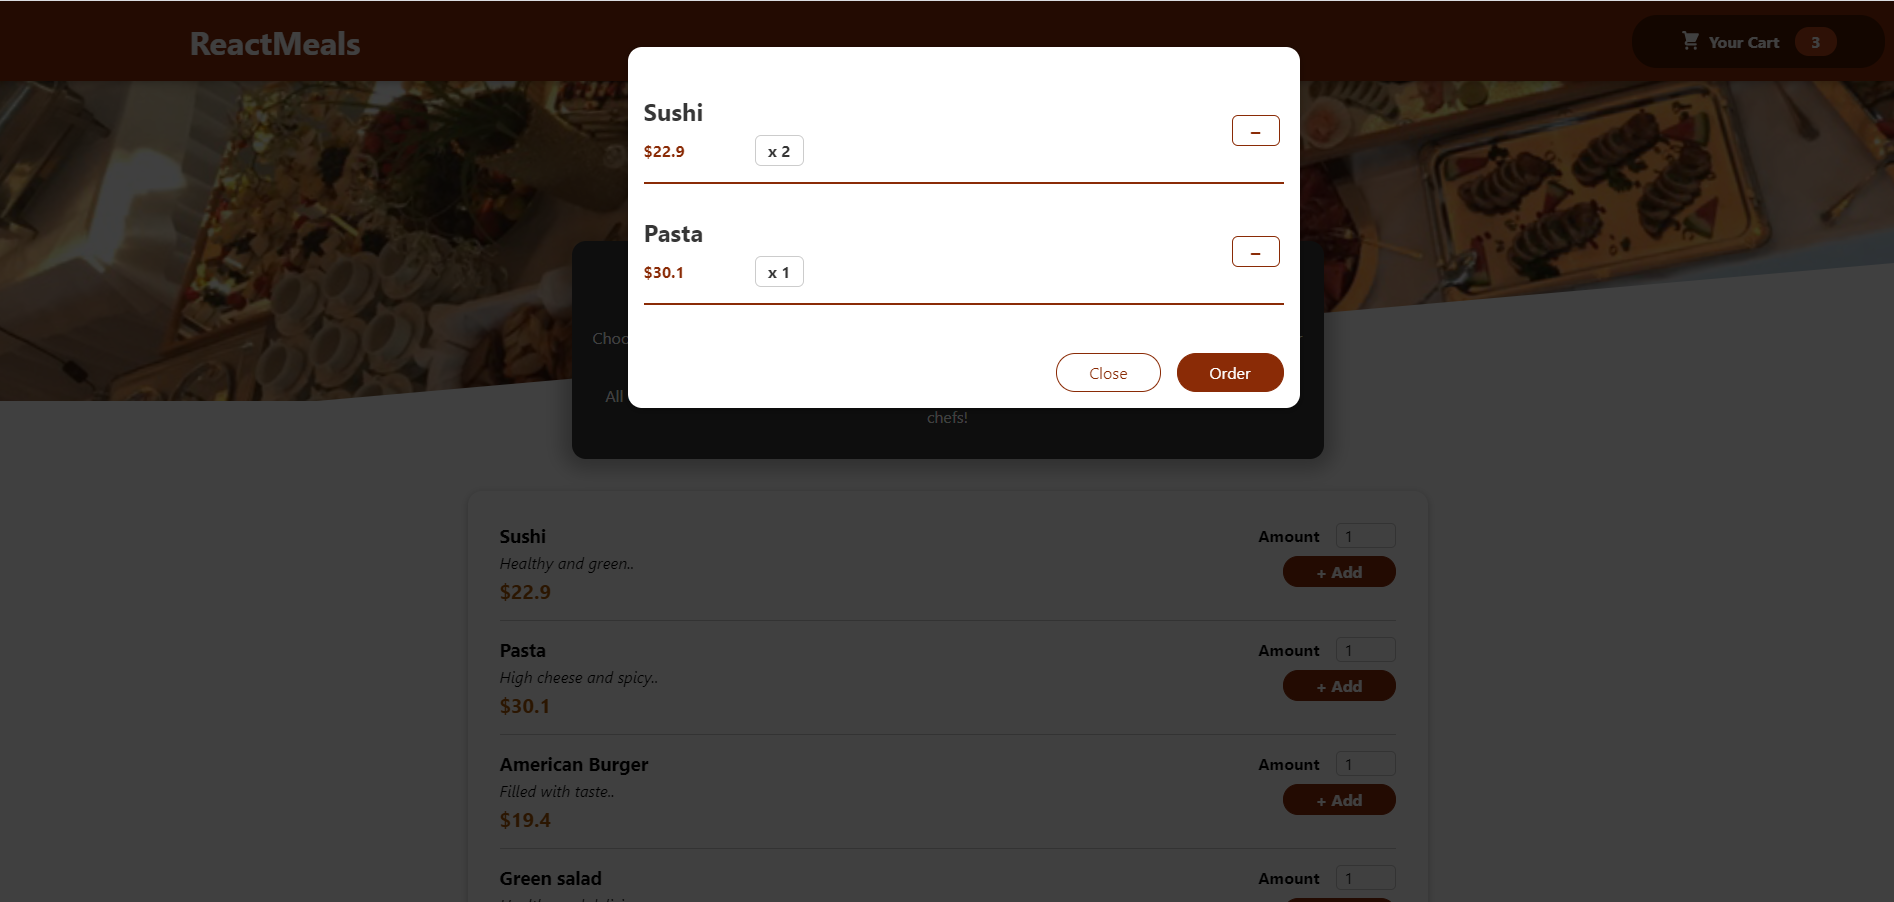 ReactMeals
Your Cart 3
Sushi
$22.9 x 2
–
Pasta
$30.1 x 1
–
Close Order
All
chefs!
Sushi
Healthy and green..
$22.9
Amount 1
+ Add
Pasta
High cheese and spicy..
$30.1
Amount 1
+ Add
American Burger
Filled with taste..
$19.4
Amount 1
+ Add
Green salad
Amount 1